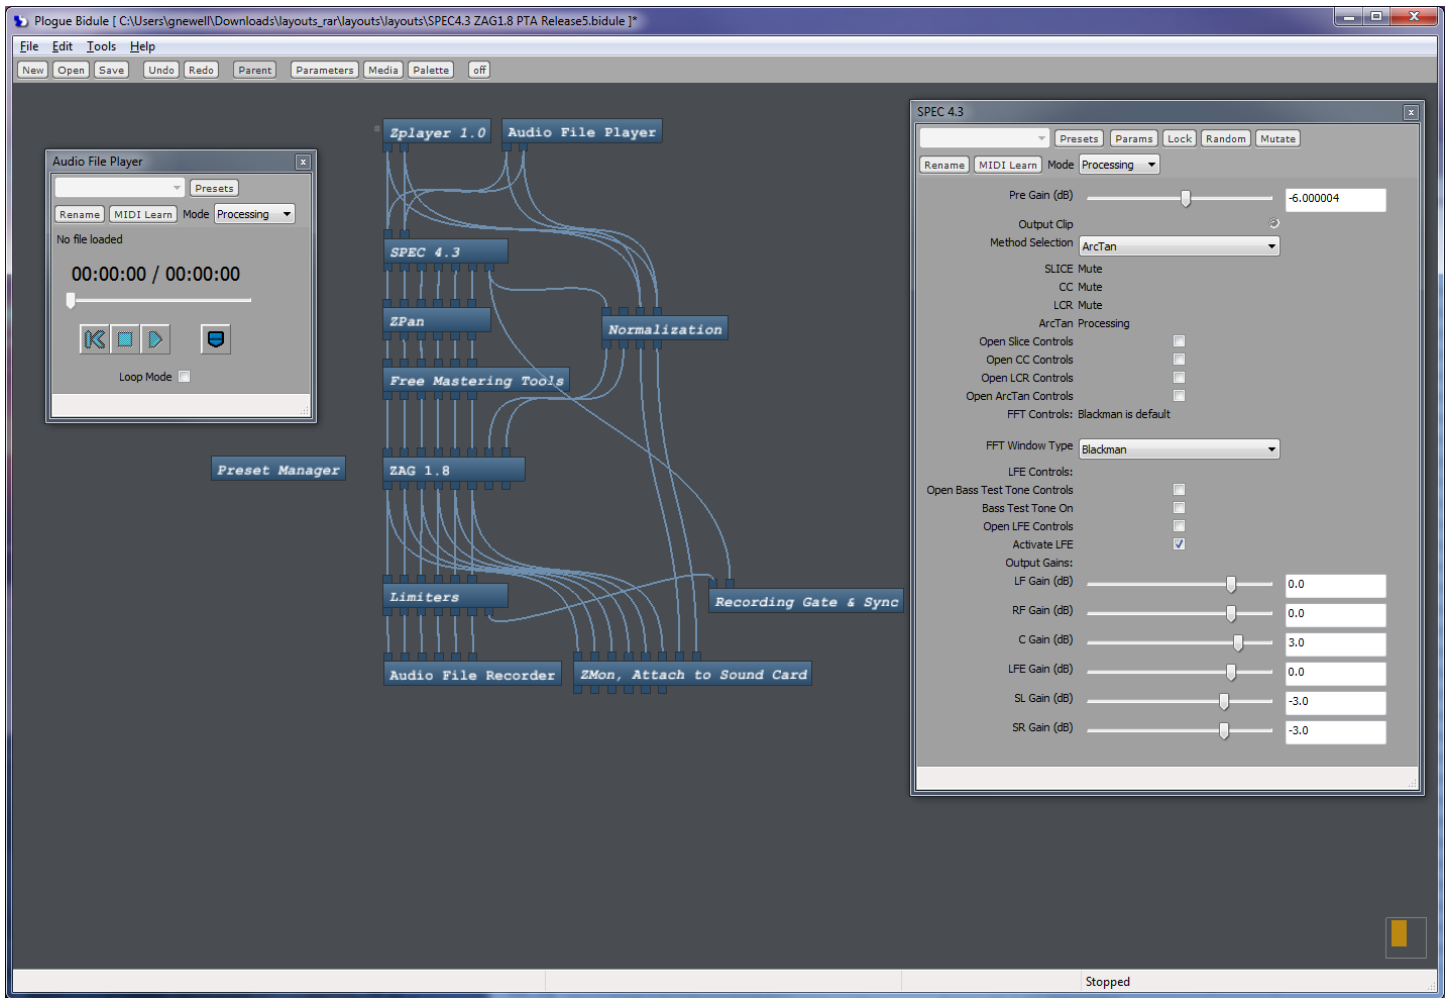 Plogue Bidule [ C:\Users\gnewell\Downloads\layouts_rar\layouts\layouts\SPEC4.3 ZAG1.8 PTA Release5.bidule ]*
File Edit Tools Help
New Open Save Undo Redo Parent Parameters Media Palette off
Zplayer 1.0
Audio File Player
SPEC 4.3
ZPan
Normalization
Free Mastering Tools
Preset Manager
ZAG 1.8
Limiters
Recording Gate & Sync
Audio File Recorder
ZMon, Attach to Sound Card
Audio File Player
x
Presets
Rename MIDI Learn Mode Processing
No file loaded
00:00:00 / 00:00:00
Loop Mode
SPEC 4.3
x
Presets Params Lock Random Mutate
Rename MIDI Learn Mode Processing
Pre Gain (dB) -6.000004
Output Clip
Method Selection ArcTan
SLICE Mute
CC Mute
LCR Mute
ArcTan Processing
Open Slice Controls
Open CC Controls
Open LCR Controls
Open ArcTan Controls
FFT Controls: Blackman is default
FFT Window Type Blackman
LFE Controls:
Open Bass Test Tone Controls
Bass Test Tone On
Open LFE Controls
Activate LFE
Output Gains:
LF Gain (dB) 0.0
RF Gain (dB) 0.0
C Gain (dB) 3.0
LFE Gain (dB) 0.0
SL Gain (dB) -3.0
SR Gain (dB) -3.0
Stopped